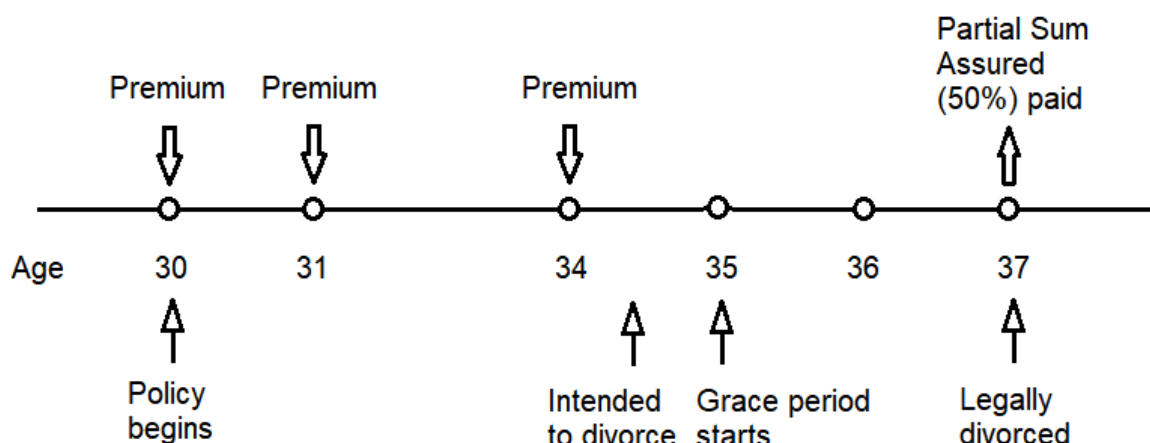 Partial Sum
Assured
(50%) paid
Premium Premium Premium
Age 30 31 34 35 36 37
Policy
begins
Intended
to divorce
Grace period
starts
Legally
divorced